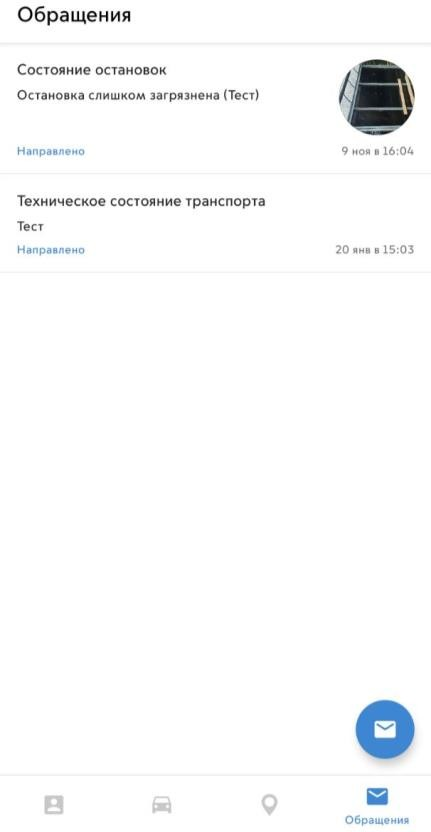 Обращения
Состояние остановок
Остановка слишком загрязнена (Тест)
Направлено
9 ноя в 16:04
Техническое состояние транспорта
Тест
Направлено
20 янв в 15:03
Обращения